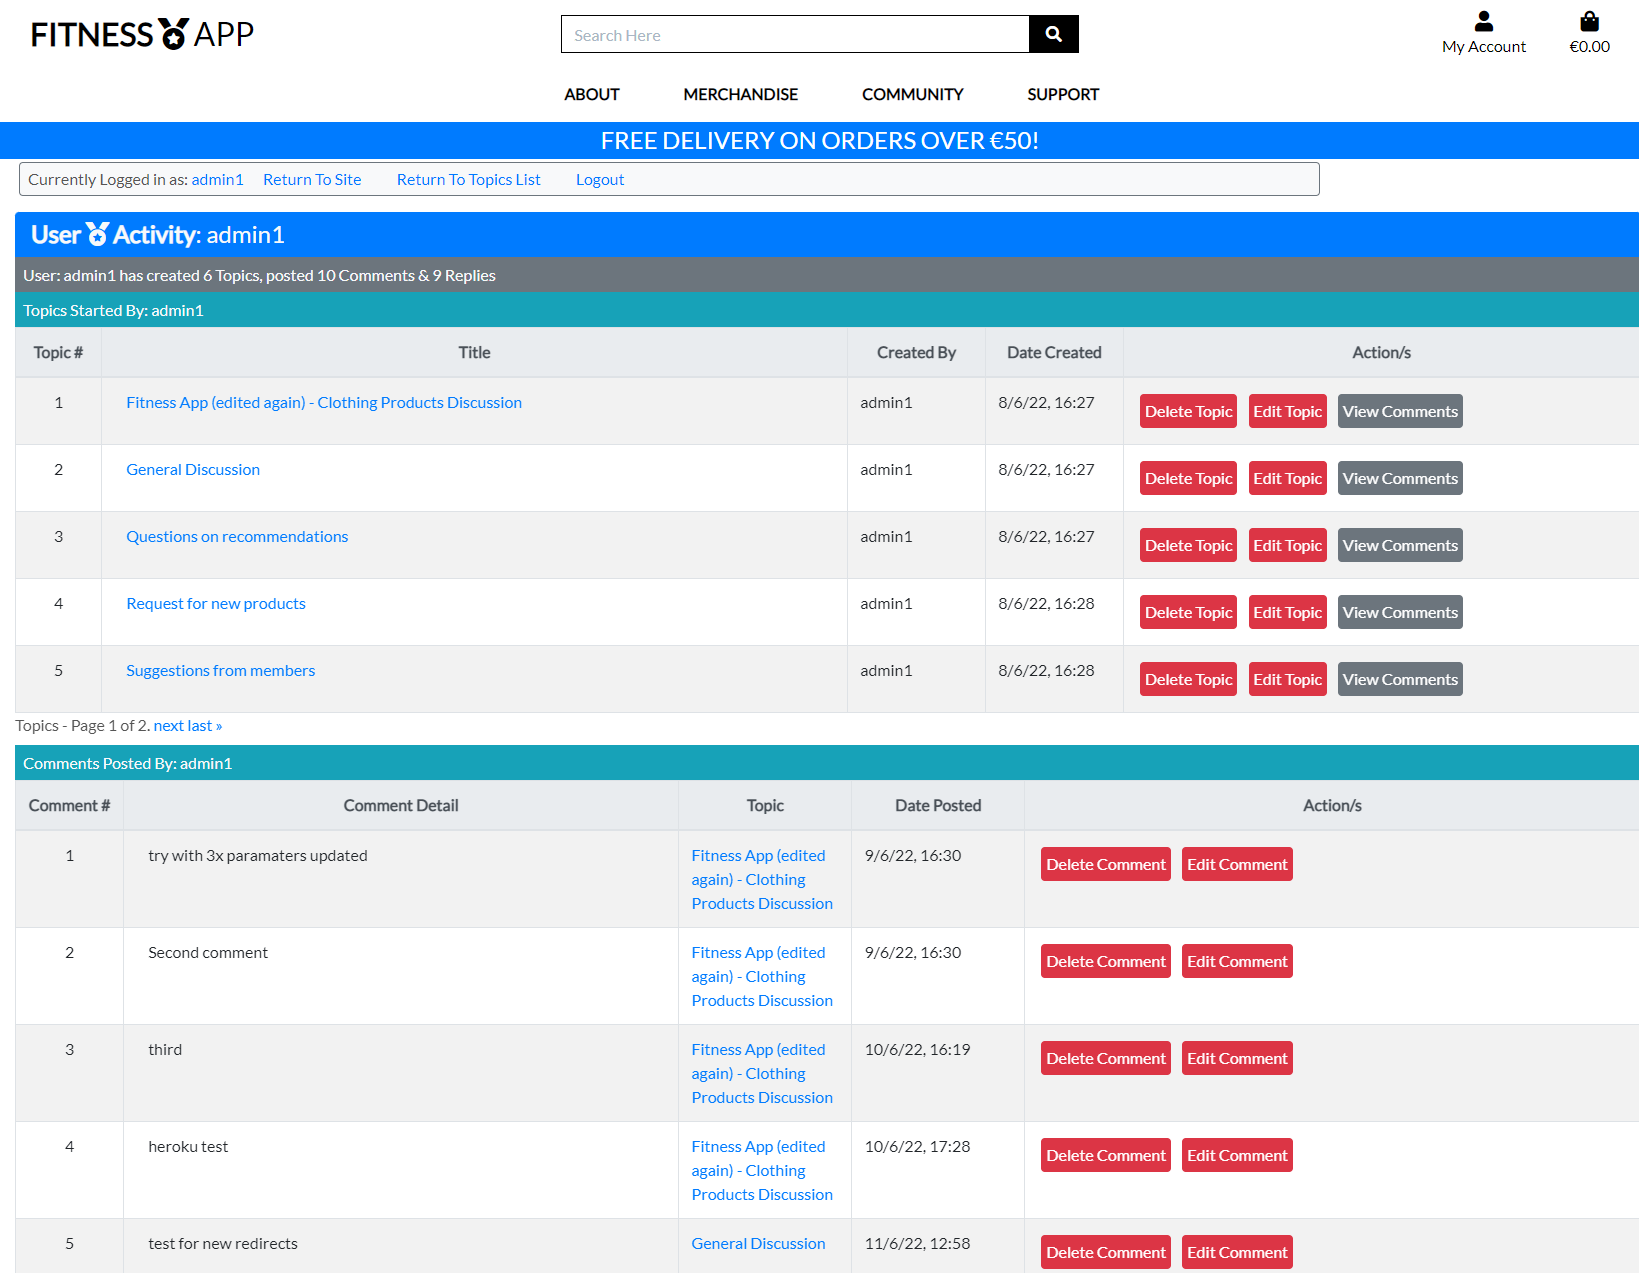 FITNESS APP
Search Here
My Account
€0.00
ABOUT MERCHANDISE COMMUNITY SUPPORT
FREE DELIVERY ON ORDERS OVER €50!
Currently Logged in as: admin1 Return To Site Return To Topics List Logout
User Activity: admin1
User: admin1 has created 6 Topics, posted 10 Comments & 9 Replies
Topics Started By: admin1
Topic # Title Created By Date Created Action/s
1 Fitness App (edited again) - Clothing Products Discussion admin1 8/6/22, 16:27 Delete Topic Edit Topic View Comments
2 General Discussion admin1 8/6/22, 16:27 Delete Topic Edit Topic View Comments
3 Questions on recommendations admin1 8/6/22, 16:27 Delete Topic Edit Topic View Comments
4 Request for new products admin1 8/6/22, 16:28 Delete Topic Edit Topic View Comments
5 Suggestions from members admin1 8/6/22, 16:28 Delete Topic Edit Topic View Comments
Topics - Page 1 of 2. next last »
Comments Posted By: admin1
Comment # Comment Detail Topic Date Posted Action/s
1 try with 3x paramaters updated Fitness App (edited 9/6/22, 16:30 Delete Comment Edit Comment
again) - Clothing
Products Discussion
2 Second comment Fitness App (edited 9/6/22, 16:30 Delete Comment Edit Comment
again) - Clothing
Products Discussion
3 third Fitness App (edited 10/6/22, 16:19 Delete Comment Edit Comment
again) - Clothing
Products Discussion
4 heroku test Fitness App (edited 10/6/22, 17:28 Delete Comment Edit Comment
again) - Clothing
Products Discussion
5 test for new redirects General Discussion 11/6/22, 12:58 Delete Comment Edit Comment